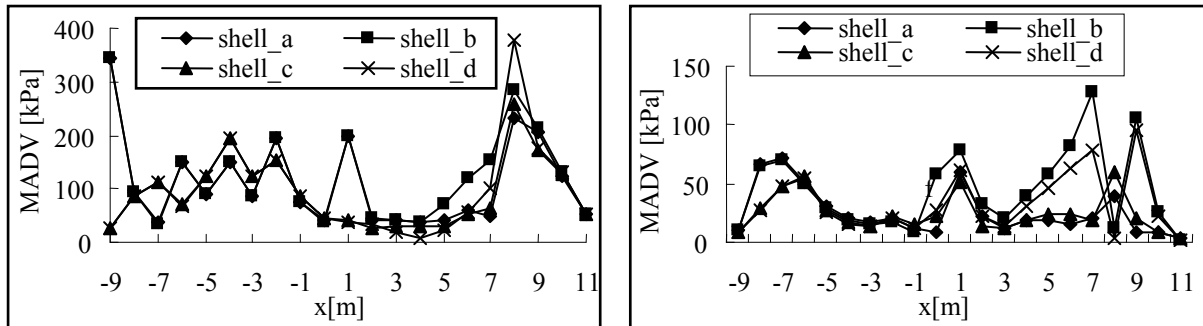 shell_a shell_b
shell_c shell_d
MADV [kPa]
400
300
200
100
0
-9 -7 -5 -3 -1 1 3 5 7 9 11
x[m]
shell_a shell_b
shell_c shell_d
MADV [kPa]
150
100
50
0
-9 -7 -5 -3 -1 1 3 5 7 9 11
x[m]